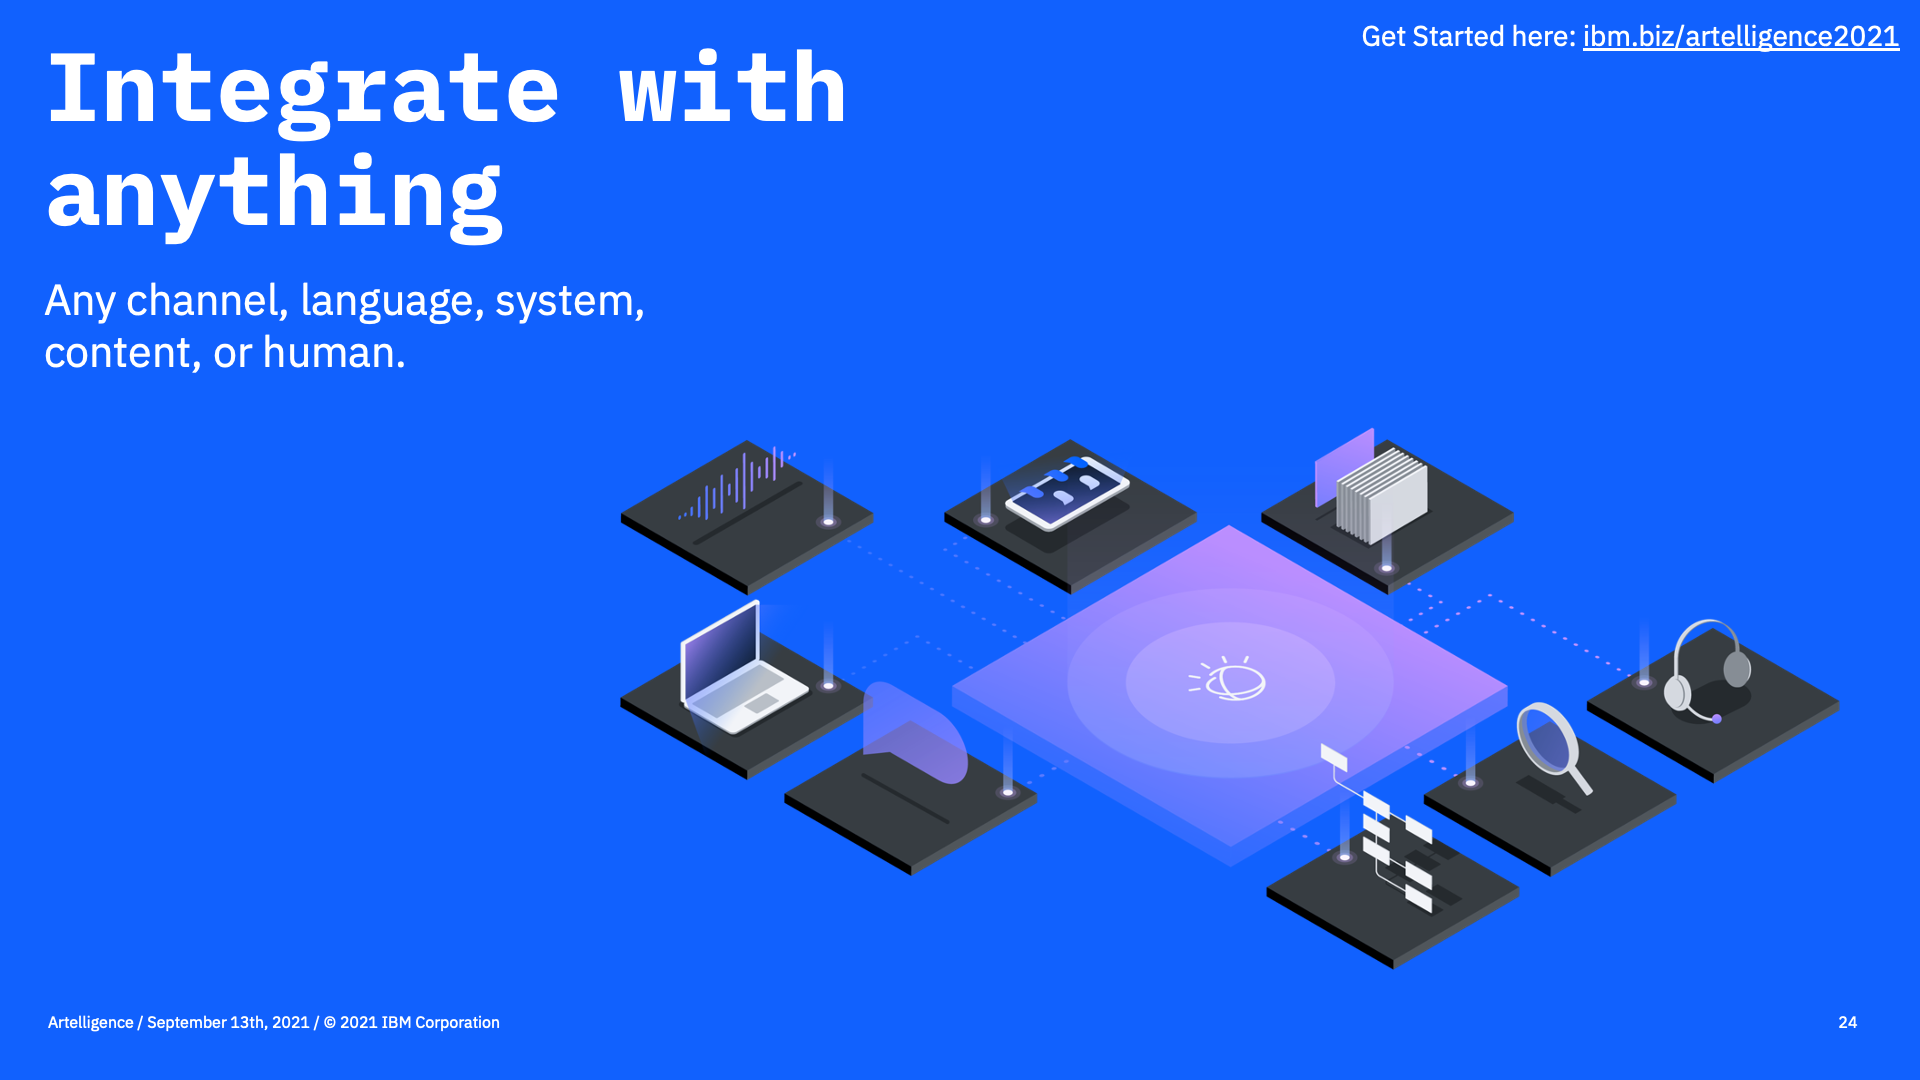 Get Started here: ibm.biz/artelligence2021
Integrate with
anything
Any channel, language, system,
content, or human.
Artelligence / September 13th, 2021 / © 2021 IBM Corporation
24